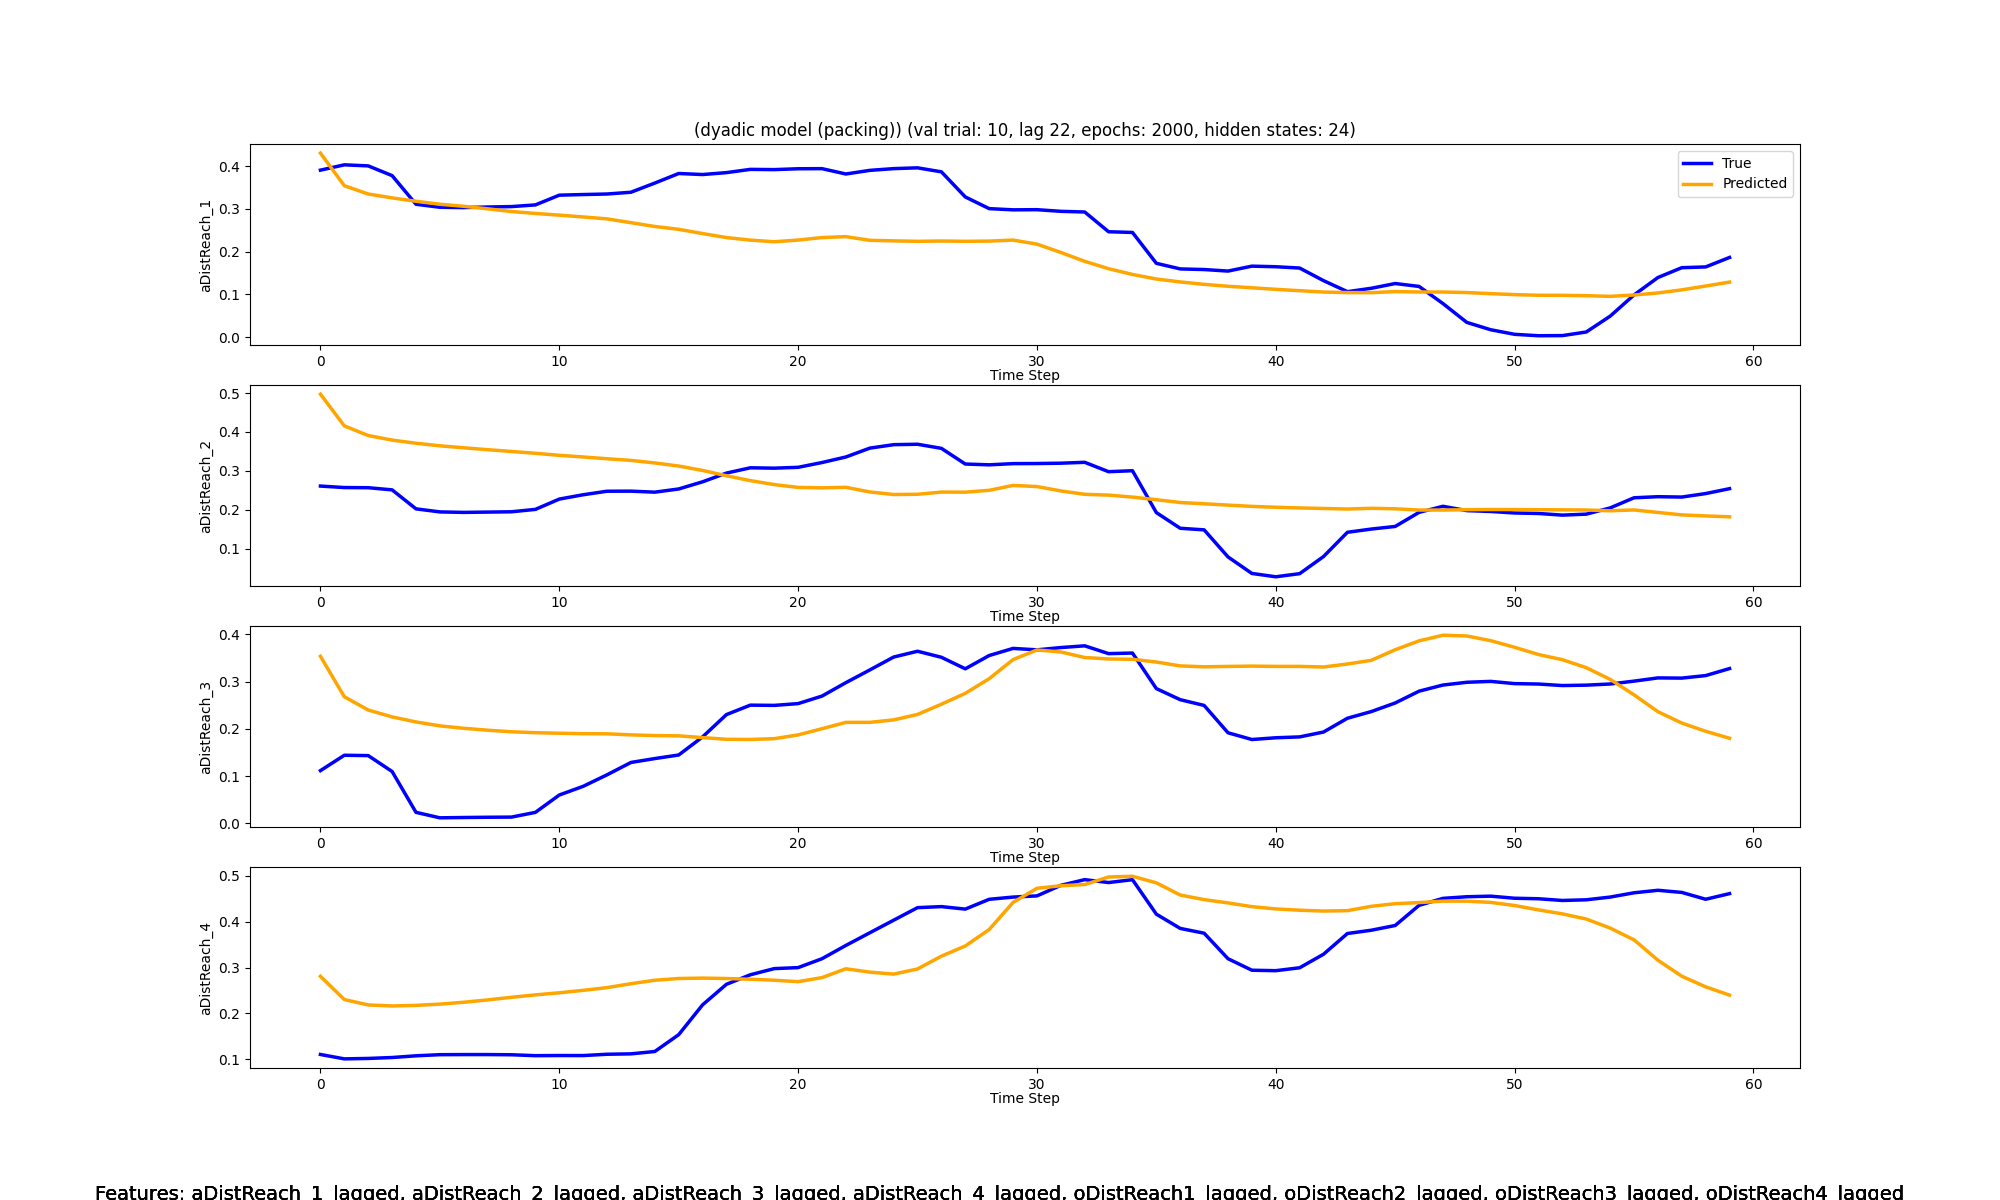 (dyadic model (packing)) (val trial: 10, lag 22, epochs: 2000, hidden states: 24)
True
Predicted
aDistReach_1
0.4
0.3
0.2
0.1
0.0
0 10 20 30 40 50 60
Time Step
aDistReach_2
0.5
0.4
0.3
0.2
0.1
0 10 20 30 40 50 60
Time Step
aDistReach_3
0.4
0.3
0.2
0.1
0.0
0 10 20 30 40 50 60
Time Step
aDistReach_4
0.5
0.4
0.3
0.2
0.1
0 10 20 30 40 50 60
Time Step
Features: aDistReach_1_lagged, aDistReach_2_lagged, aDistReach_3_lagged, aDistReach_4_lagged, oDistReach1_lagged, oDistReach2_lagged, oDistReach3_lagged, oDistReach4_lagged